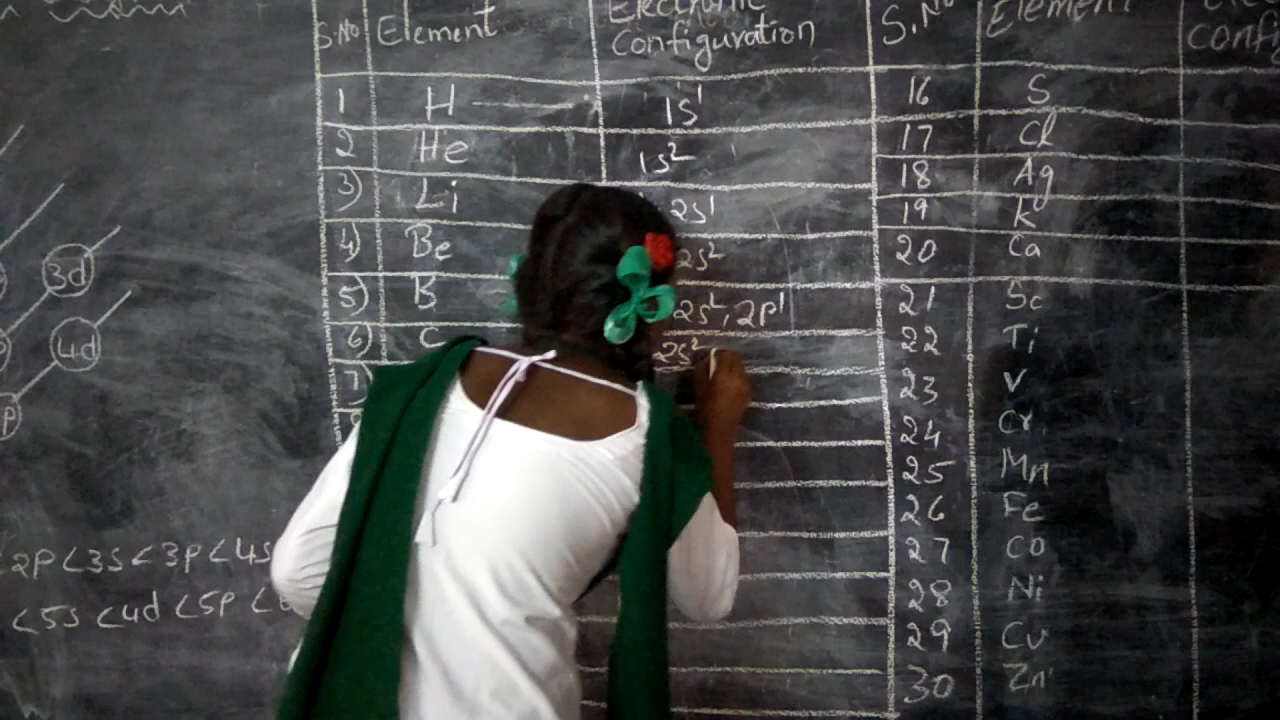 S.No Element Electronic Configuration S.No Element
1 H 1s¹ 16 S
2 He 1s² 17 Cl
3) Li 2s¹ 18 Ag
4) Be 2s² 19 K
5) B 2s², 2p¹ 20 Ca
6) C 2s² 21 Sc
7) 22 Ti
23 V
24 Cr
25 Mn
26 Fe
27 Co
28 Ni
29 Cu
30 Zn
3d
4d
p
2p<3s<3p<4s
<5s<4d<5p<